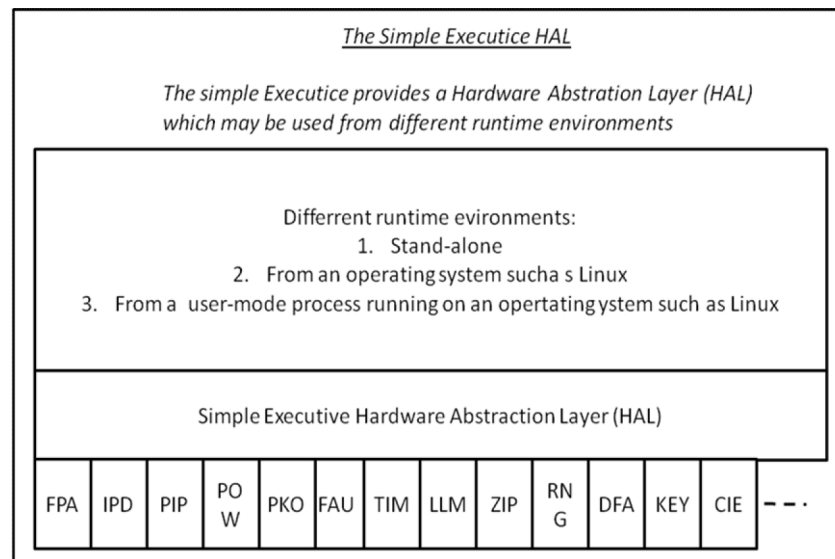 The Simple Executice HAL
The simple Executice provides a Hardware Abstration Layer (HAL)
which may be used from different runtime environments
Differrent runtime evironments:
1. Stand-alone
2. From an operating system sucha s Linux
3. From a user-mode process running on an opertating ystem such as Linux
Simple Executive Hardware Abstraction Layer (HAL)
FPA IPD PIP PO
W PKO FAU TIM LLM ZIP RN
G DFA KEY CIE